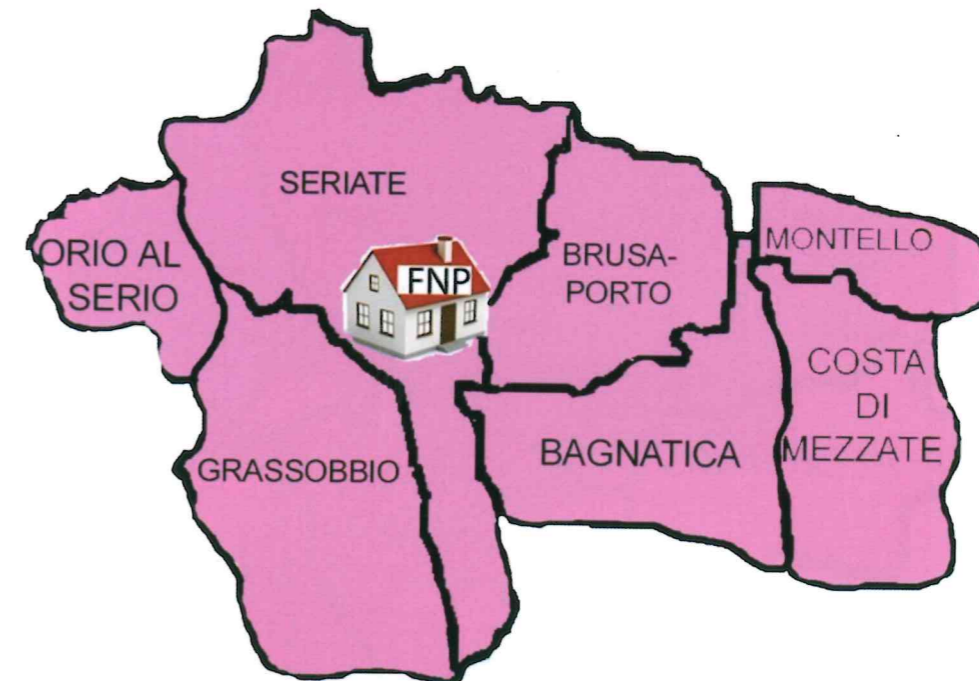 SERIATE
FNP
ORIO AL
SERIO
BRUSA-
PORTO
MONTELLO
COSTA
DI
MEZZATE
BAGNATICA
GRASSOBBIO